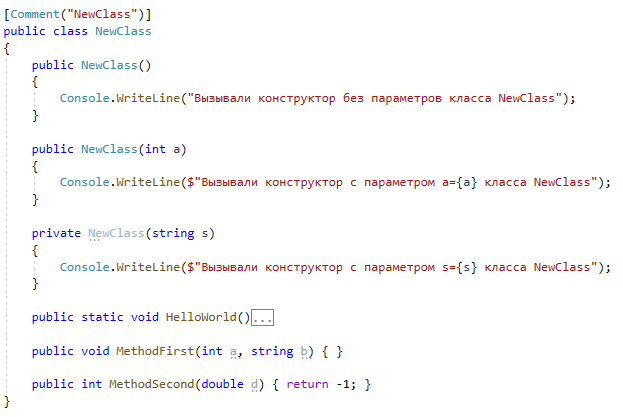 [Comment("NewClass")]
public class NewClass
{
public NewClass()
{
Console.WriteLine("Вызывали конструктор без параметров класса NewClass");
}
public NewClass(int a)
{
Console.WriteLine($"Вызывали конструктор с параметром a={a} класса NewClass");
}
private NewClass(string s)
{
Console.WriteLine($"Вызывали конструктор с параметром s={s} класса NewClass");
}
public static void HelloWorld()...
public void MethodFirst(int a, string b) { }
public int MethodSecond(double d) { return -1; }
}